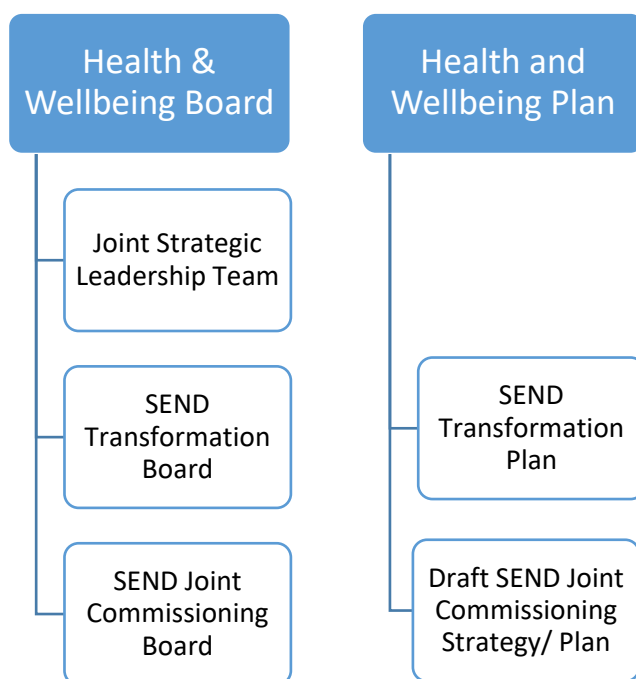 Health &
Wellbeing Board
Joint Strategic
Leadership Team
SEND
Transformation
Board
SEND Joint
Commissioning
Board
Health and
Wellbeing Plan
SEND
Transformation
Plan
Draft SEND Joint
Commissioning
Strategy/ Plan